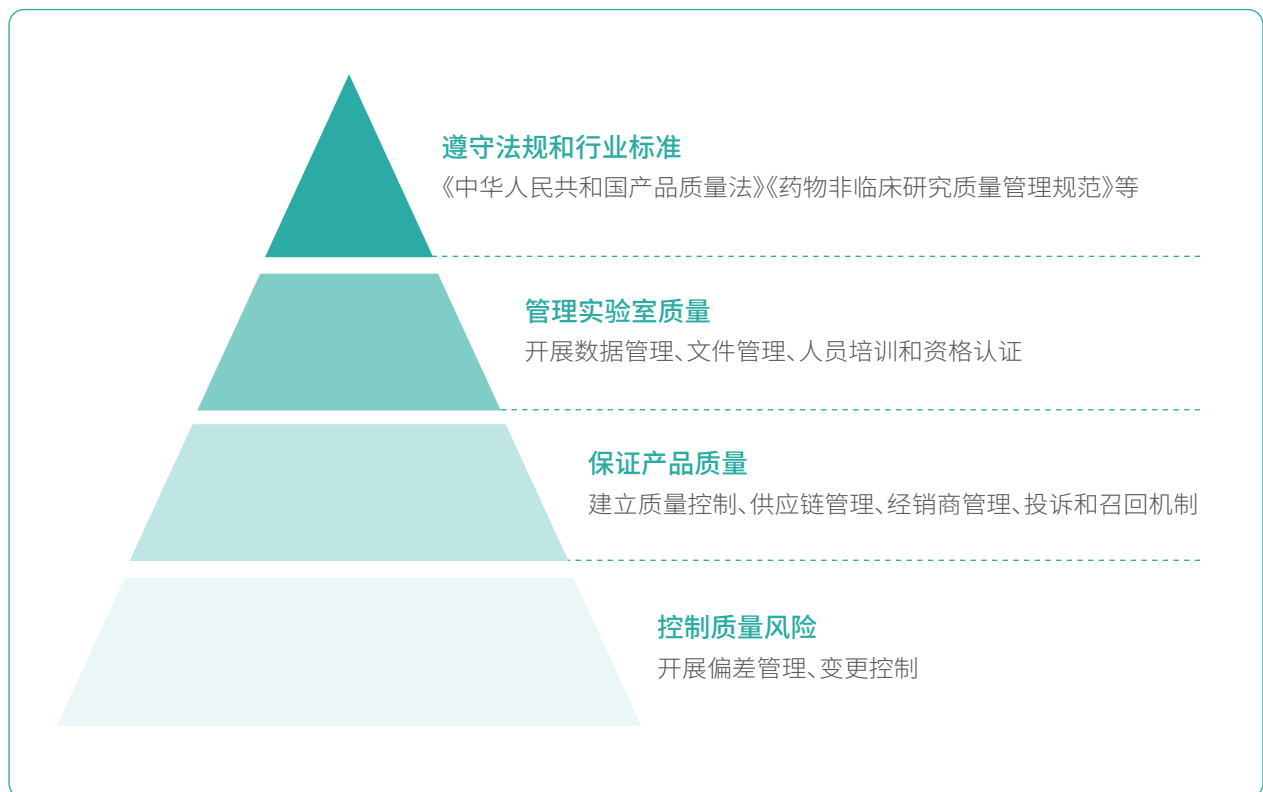 遵守法规和行业标准
《中华人民共和国产品质量法》《药物非临床研究质量管理规范》等
管理实验室质量
开展数据管理、文件管理、人员培训和资格认证
保证产品质量
建立质量控制、供应链管理、经销商管理、投诉和召回机制
控制质量风险
开展偏差管理、变更控制